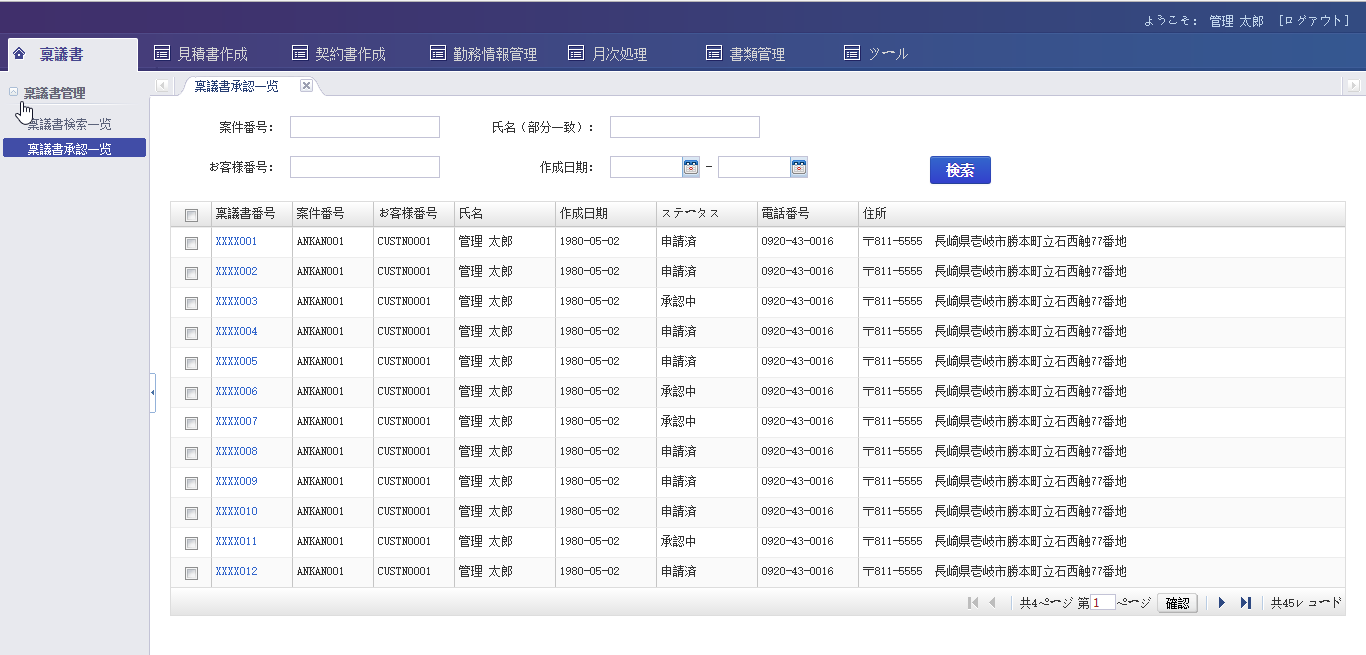 ようこそ： 管理 太郎 [ログアウト]
稟議書 見積書作成 契約書作成 勤務情報管理 月次処理 書類管理 ツール
稟議書管理
稟議書検索一覧
稟議書承認一覧
稟議書承認一覧
案件番号： 氏名（部分一致）：
お客様番号： 作成日期： - 検索
稟議書番号 案件番号 お客様番号 氏名 作成日期 ステータス 電話番号 住所
XXXX001 ANKAN001 CUSTN0001 管理 太郎 1980-05-02 申請済 0920-43-0016 〒811-5555 長崎県壱岐市勝本町立石西触77番地
XXXX002 ANKAN001 CUSTN0001 管理 太郎 1980-05-02 申請済 0920-43-0016 〒811-5555 長崎県壱岐市勝本町立石西触77番地
XXXX003 ANKAN001 CUSTN0001 管理 太郎 1980-05-02 承認中 0920-43-0016 〒811-5555 長崎県壱岐市勝本町立石西触77番地
XXXX004 ANKAN001 CUSTN0001 管理 太郎 1980-05-02 申請済 0920-43-0016 〒811-5555 長崎県壱岐市勝本町立石西触77番地
XXXX005 ANKAN001 CUSTN0001 管理 太郎 1980-05-02 申請済 0920-43-0016 〒811-5555 長崎県壱岐市勝本町立石西触77番地
XXXX006 ANKAN001 CUSTN0001 管理 太郎 1980-05-02 承認中 0920-43-0016 〒811-5555 長崎県壱岐市勝本町立石西触77番地
XXXX007 ANKAN001 CUSTN0001 管理 太郎 1980-05-02 承認中 0920-43-0016 〒811-5555 長崎県壱岐市勝本町立石西触77番地
XXXX008 ANKAN001 CUSTN0001 管理 太郎 1980-05-02 申請済 0920-43-0016 〒811-5555 長崎県壱岐市勝本町立石西触77番地
XXXX009 ANKAN001 CUSTN0001 管理 太郎 1980-05-02 申請済 0920-43-0016 〒811-5555 長崎県壱岐市勝本町立石西触77番地
XXXX010 ANKAN001 CUSTN0001 管理 太郎 1980-05-02 申請済 0920-43-0016 〒811-5555 長崎県壱岐市勝本町立石西触77番地
XXXX011 ANKAN001 CUSTN0001 管理 太郎 1980-05-02 承認中 0920-43-0016 〒811-5555 長崎県壱岐市勝本町立石西触77番地
XXXX012 ANKAN001 CUSTN0001 管理 太郎 1980-05-02 申請済 0920-43-0016 〒811-5555 長崎県壱岐市勝本町立石西触77番地
共4ページ 第 1 ページ 確認 共45レコード